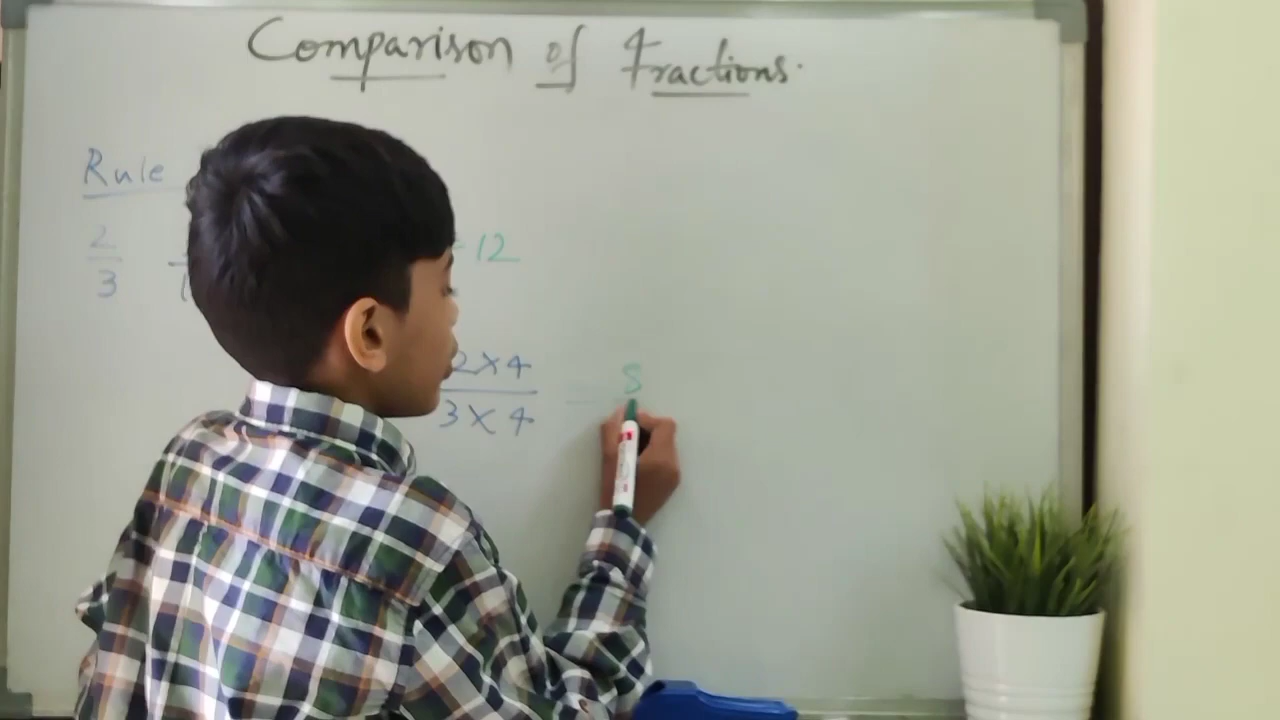 Comparison of Fractions.
Rule
2/3 - 12
2×4/3×4 = 8